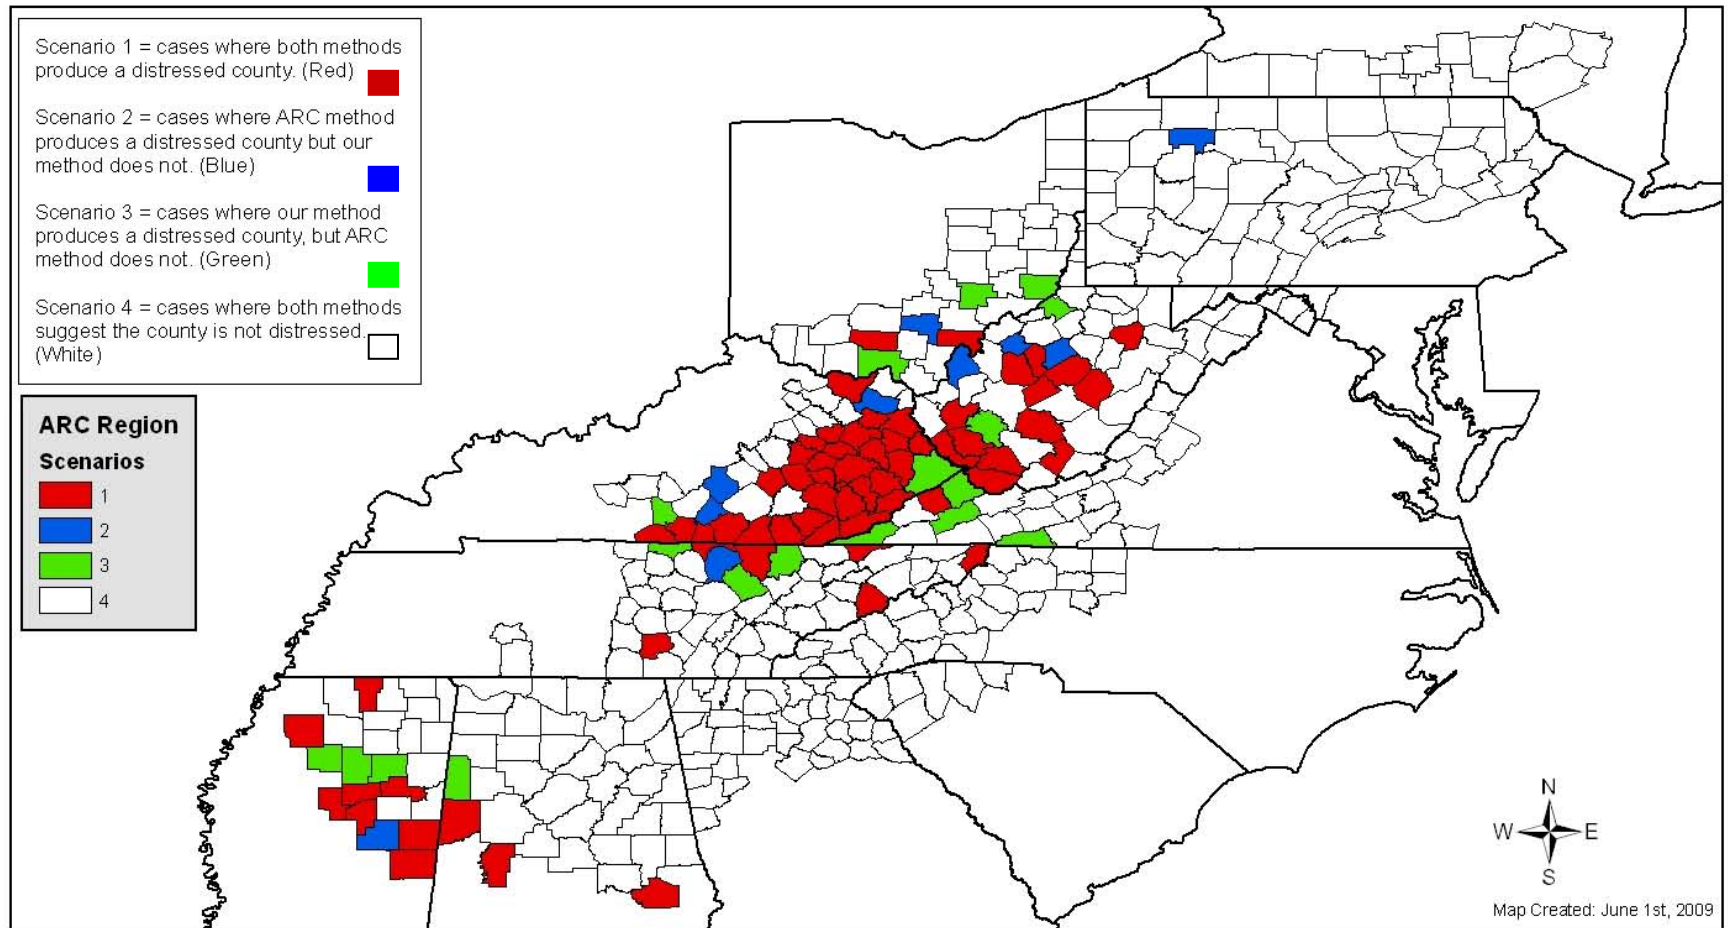 Scenario 1 = cases where both methods
produce a distressed county. (Red)
Scenario 2 = cases where ARC method
produces a distressed county but our
method does not. (Blue)
Scenario 3 = cases where our method
produces a distressed county, but ARC
method does not. (Green)
Scenario 4 = cases where both methods
suggest the county is not distressed.
(White)
ARC Region
Scenarios
1
2
3
4
N
W E
S
Map Created: June 1st, 2009